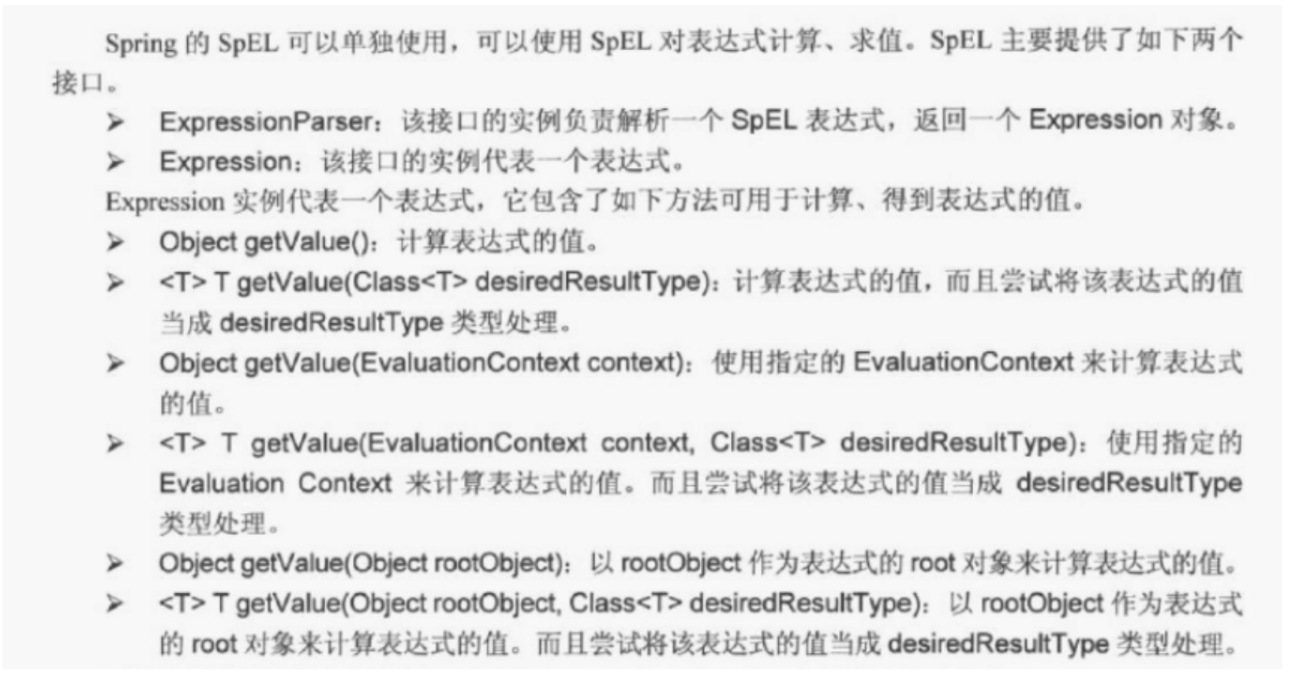 Spring 的 SpEL 可以单独使用，可以使用 SpEL 对表达式计算、求值。SpEL 主要提供了如下两个
接口。
➢ ExpressionParser：该接口的实例负责解析一个 SpEL 表达式，返回一个 Expression 对象。
➢ Expression：该接口的实例代表一个表达式。
Expression 实例代表一个表达式，它包含了如下方法可用于计算、得到表达式的值。
➢ Object getValue()：计算表达式的值。
➢ <T> T getValue(Class<T> desiredResultType)：计算表达式的值，而且尝试将该表达式的值
当成 desiredResultType 类型处理。
➢ Object getValue(EvaluationContext context)：使用指定的 EvaluationContext 来计算表达式
的值。
➢ <T> T getValue(EvaluationContext context, Class<T> desiredResultType)：使用指定的
Evaluation Context 来计算表达式的值。而且尝试将该表达式的值当成 desiredResultType
类型处理。
➢ Object getValue(Object rootObject)：以 rootObject 作为表达式的 root 对象来计算表达式的值。
➢ <T> T getValue(Object rootObject, Class<T> desiredResultType)：以 rootObject 作为表达式
的 root 对象来计算表达式的值。而且尝试将该表达式的值当成 desiredResultType 类型处理。